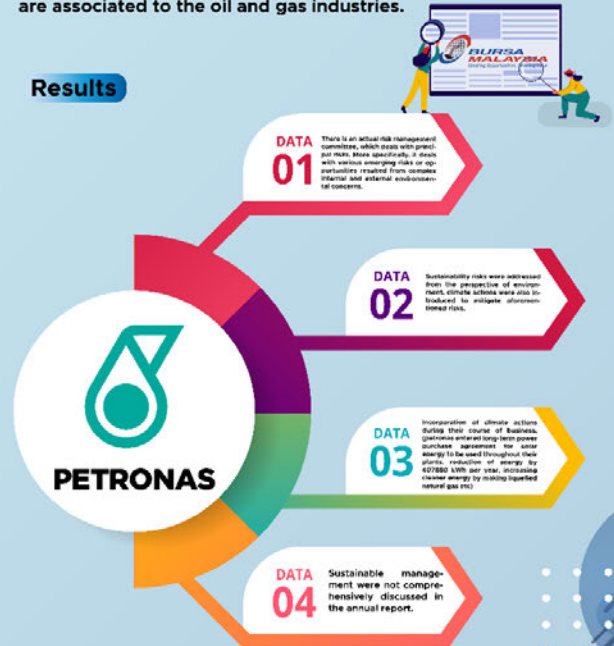 are associated to the oil and gas industries.
BURSA
MALAYSIA
Results
DATA
01
There is an actual risk management
committee, which deals with princi-
pal risks. More specifically, it deals
with various emerging risks or op-
portunities resulted from complex
internal and external environmen-
tal concerns.
DATA
02
Sustainability risks were addressed
from the perspective of environ-
ment, climate actions were also in-
troduced to mitigate aforemen-
tioned risks.
PETRONAS
DATA
03
Incorporation of climate actions
during their course of business,
(petronas entered long-term power
purchase agreement for solar
energy to be used throughout their
plants, reduction of energy by
407880 kWh per year, increasing
cleaner energy by making liquefied
natural gas etc)
DATA
04
Sustainable manage-
ment were not compre-
hensively discussed in
the annual report.